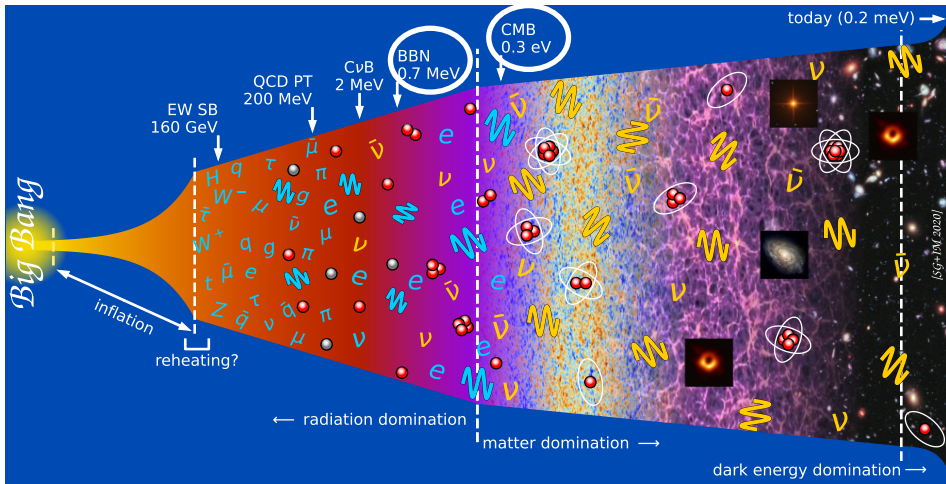 today (0.2 meV)
CMB
0.3 eV
BBN
0.7 MeV
CνB
2 MeV
QCD PT
200 MeV
EW SB
160 GeV
Big Bang
inflation
reheating?
← radiation domination
matter domination →
dark energy domination→
[SG+PM 2020]
H q τ μ̄ ν̄ e ν̄ ν
W⁻ μ g π e ν e ν
τ̄ ν̄ μ
W⁺ q g π ν
t μ̄ e e e e
Z τ q̄ ν q̄ π ν̄
μ ν ν e
e ν